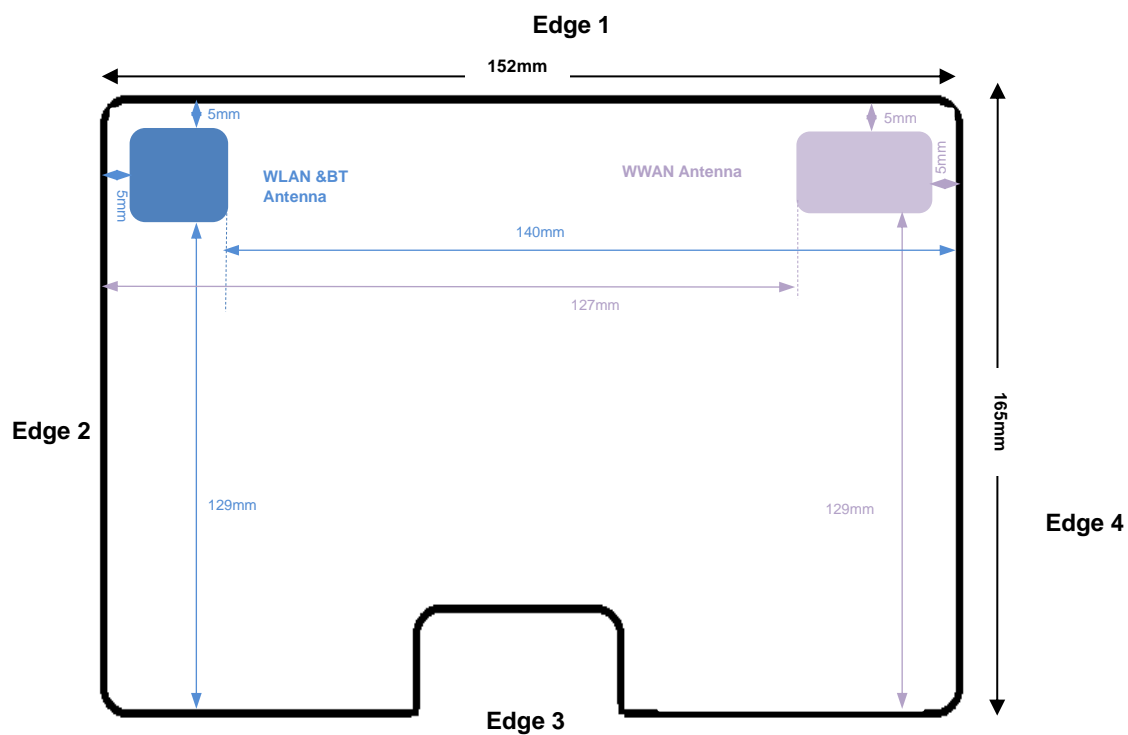 Edge 1
152mm
5mm
5mm
5mm
WLAN &BT
Antenna
WWAN Antenna
5mm
140mm
127mm
165mm
Edge 2
129mm
129mm
Edge 4
Edge 3